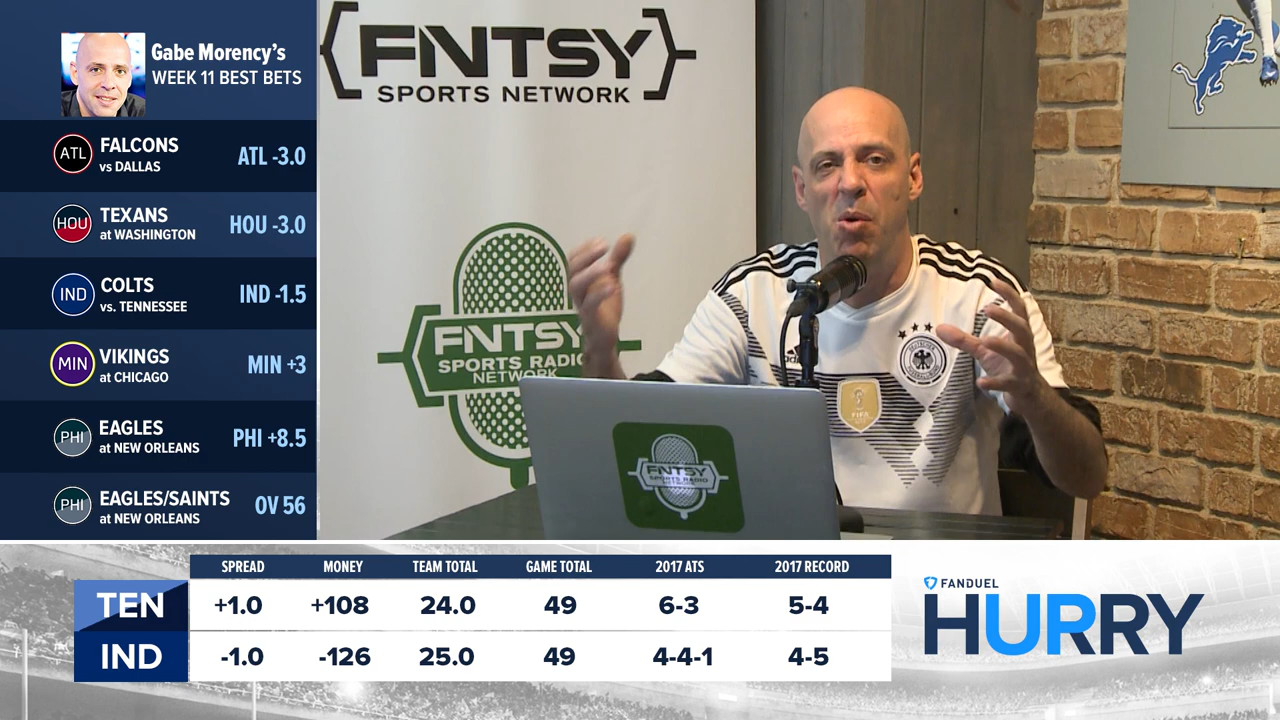 Gabe Morency's
WEEK 11 BEST BETS
ATL
FALCONS
vs DALLAS
ATL -3.0
HOU
TEXANS
at WASHINGTON
HOU -3.0
IND
COLTS
vs. TENNESSEE
IND -1.5
MIN
VIKINGS
at CHICAGO
MIN +3
PHI
EAGLES
at NEW ORLEANS
PHI +8.5
PHI
EAGLES/SAINTS
at NEW ORLEANS
OV 56
FNTSY
SPORTS NETWORK
FNTSY
SPORTS RADIO
NETWORK
FIFA
FNTSY
SPORTS RADIO
NETWORK
SPREAD MONEY TEAM TOTAL GAME TOTAL 2017 ATS 2017 RECORD
TEN +1.0 +108 24.0 49 6-3 5-4
IND -1.0 -126 25.0 49 4-4-1 4-5
FANDUEL
HURRY